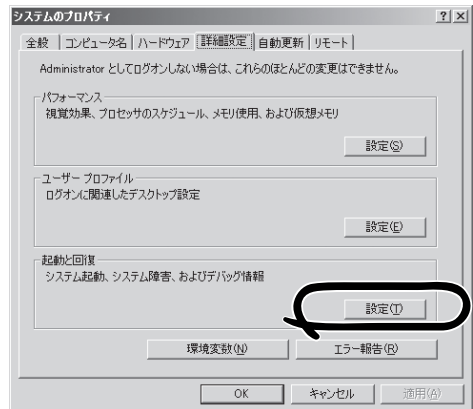 システムのプロパティ
全般 コンピュータ名 ハードウェア 詳細設定 自動更新 リモート
Administrator としてログオンしない場合は、これらのほとんどの変更はできません。
パフォーマンス
視覚効果、プロセッサのスケジュール、メモリ使用、および仮想メモリ
設定(S)
ユーザー プロファイル
ログオンに関連したデスクトップ設定
設定(E)
起動と回復
システム起動、システム障害、およびデバッグ情報
設定(T)
環境変数(N) エラー報告(R)
OK キャンセル 適用(A)